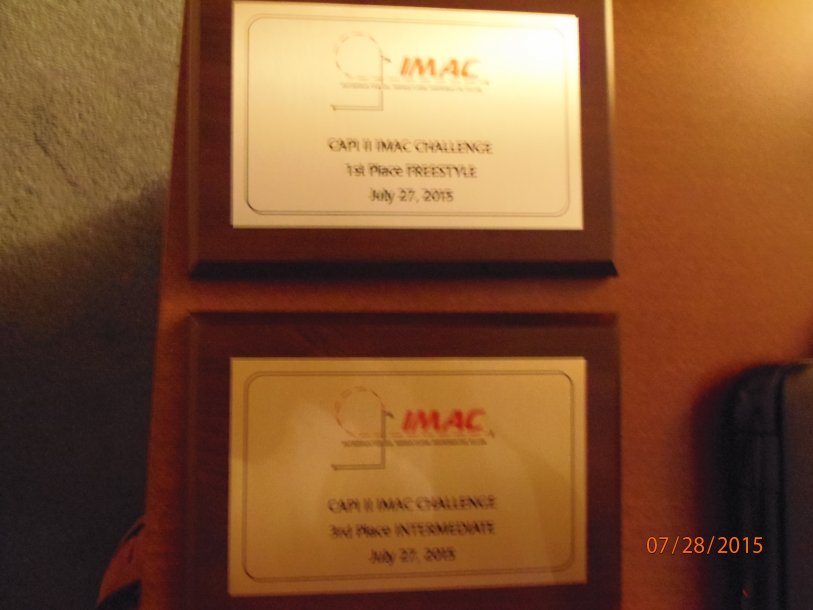 IMAC
CAPI II IMAC CHALLENGE
1st Place FREESTYLE
July 27, 2015
IMAC
CAPI II IMAC CHALLENGE
3rd Place INTERMEDIATE
July 27, 2015
07/28/2015